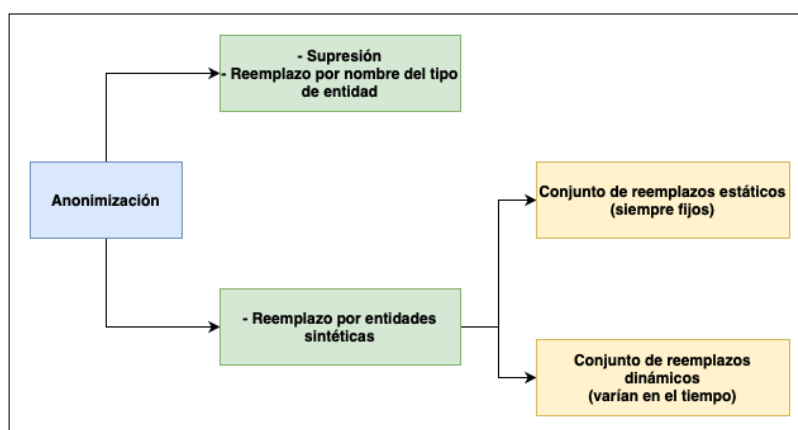 - Supresión
- Reemplazo por nombre del tipo
de entidad
Anonimización
Conjunto de reemplazos estáticos
(siempre fijos)
- Reemplazo por entidades
sintéticas
Conjunto de reemplazos
dinámicos
(varían en el tiempo)